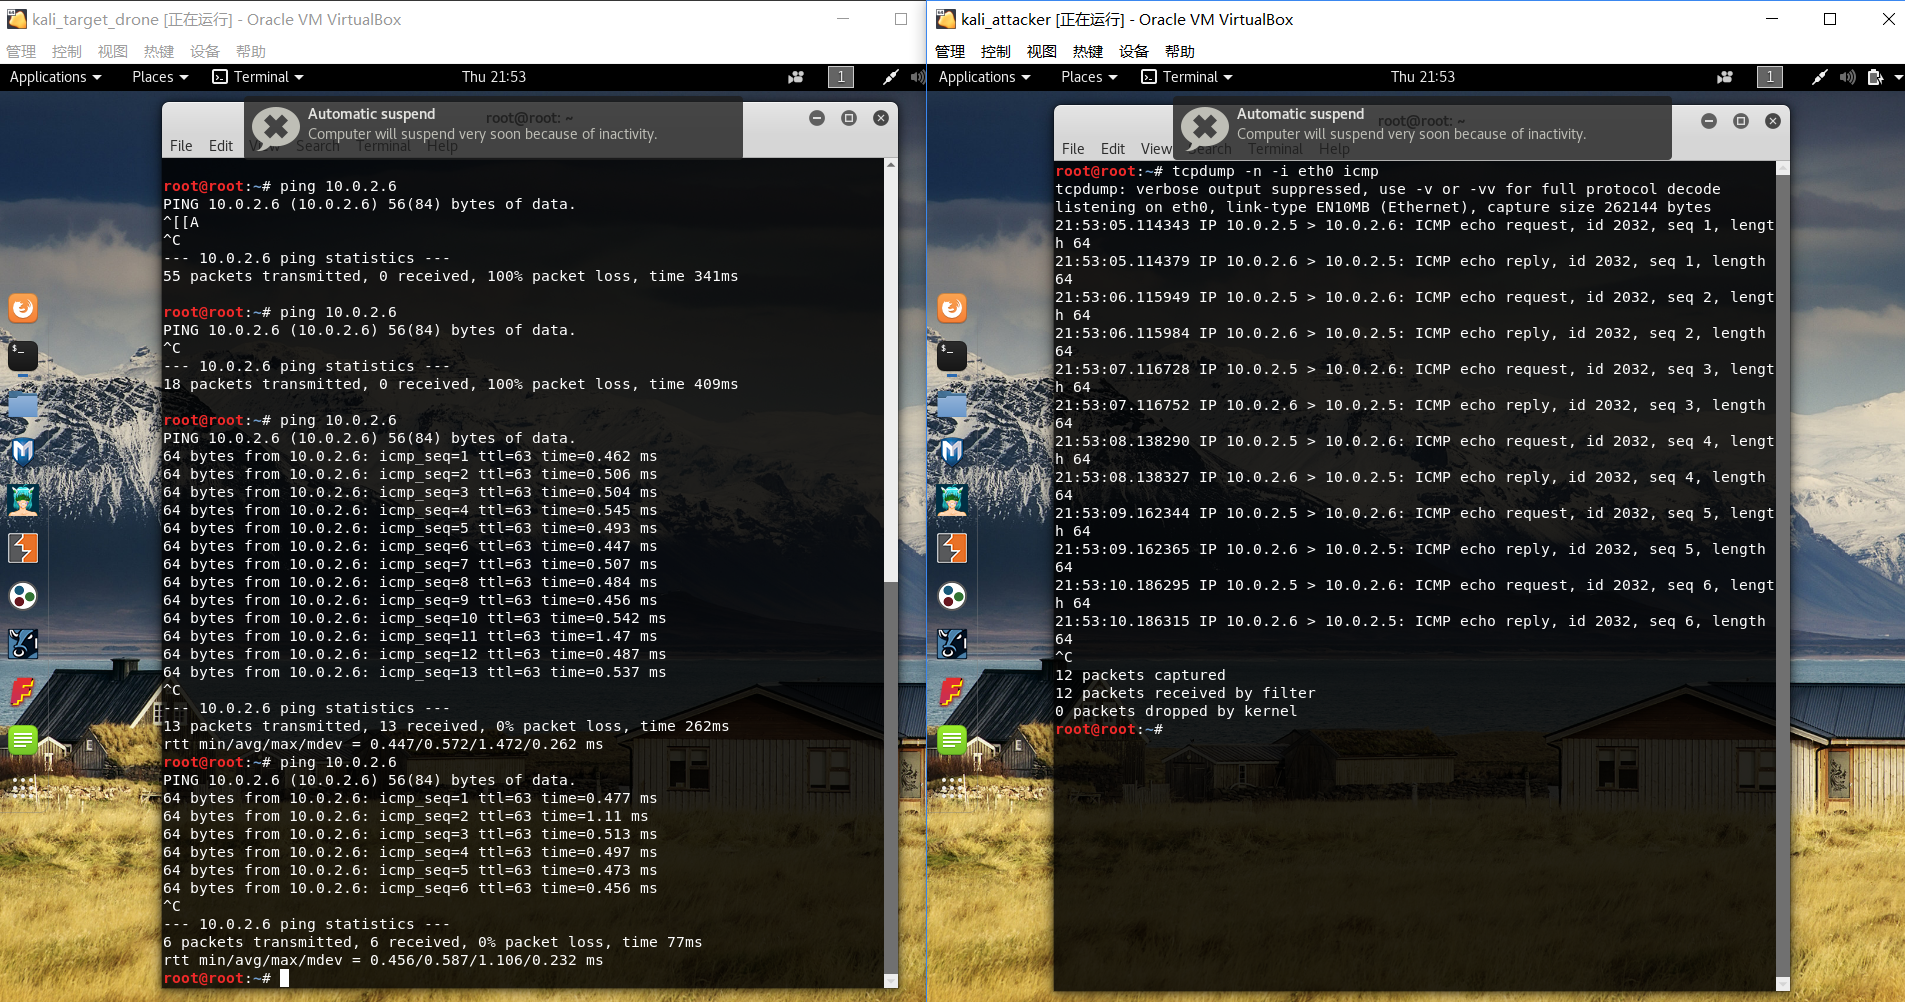 kali_target_drone [正在运行] - Oracle VM VirtualBox
管理 控制 视图 热键 设备 帮助
Applications Places Terminal Thu 21:53 1
Automatic suspend
root@root: ~
Computer will suspend very soon because of inactivity.
File Edit View Search Terminal Help
root@root:~# ping 10.0.2.6
PING 10.0.2.6 (10.0.2.6) 56(84) bytes of data.
^[[A
^C
--- 10.0.2.6 ping statistics ---
55 packets transmitted, 0 received, 100% packet loss, time 341ms
root@root:~# ping 10.0.2.6
PING 10.0.2.6 (10.0.2.6) 56(84) bytes of data.
^C
--- 10.0.2.6 ping statistics ---
18 packets transmitted, 0 received, 100% packet loss, time 409ms
root@root:~# ping 10.0.2.6
PING 10.0.2.6 (10.0.2.6) 56(84) bytes of data.
64 bytes from 10.0.2.6: icmp_seq=1 ttl=63 time=0.462 ms
64 bytes from 10.0.2.6: icmp_seq=2 ttl=63 time=0.506 ms
64 bytes from 10.0.2.6: icmp_seq=3 ttl=63 time=0.504 ms
64 bytes from 10.0.2.6: icmp_seq=4 ttl=63 time=0.545 ms
64 bytes from 10.0.2.6: icmp_seq=5 ttl=63 time=0.493 ms
64 bytes from 10.0.2.6: icmp_seq=6 ttl=63 time=0.447 ms
64 bytes from 10.0.2.6: icmp_seq=7 ttl=63 time=0.507 ms
64 bytes from 10.0.2.6: icmp_seq=8 ttl=63 time=0.484 ms
64 bytes from 10.0.2.6: icmp_seq=9 ttl=63 time=0.456 ms
64 bytes from 10.0.2.6: icmp_seq=10 ttl=63 time=0.542 ms
64 bytes from 10.0.2.6: icmp_seq=11 ttl=63 time=1.47 ms
64 bytes from 10.0.2.6: icmp_seq=12 ttl=63 time=0.487 ms
64 bytes from 10.0.2.6: icmp_seq=13 ttl=63 time=0.537 ms
^C
--- 10.0.2.6 ping statistics ---
13 packets transmitted, 13 received, 0% packet loss, time 262ms
rtt min/avg/max/mdev = 0.447/0.572/1.472/0.262 ms
root@root:~# ping 10.0.2.6
PING 10.0.2.6 (10.0.2.6) 56(84) bytes of data.
64 bytes from 10.0.2.6: icmp_seq=1 ttl=63 time=0.477 ms
64 bytes from 10.0.2.6: icmp_seq=2 ttl=63 time=1.11 ms
64 bytes from 10.0.2.6: icmp_seq=3 ttl=63 time=0.513 ms
64 bytes from 10.0.2.6: icmp_seq=4 ttl=63 time=0.497 ms
64 bytes from 10.0.2.6: icmp_seq=5 ttl=63 time=0.473 ms
64 bytes from 10.0.2.6: icmp_seq=6 ttl=63 time=0.456 ms
^C
--- 10.0.2.6 ping statistics ---
6 packets transmitted, 6 received, 0% packet loss, time 77ms
rtt min/avg/max/mdev = 0.456/0.587/1.106/0.232 ms
root@root:~#
kali_attacker [正在运行] - Oracle VM VirtualBox
管理 控制 视图 热键 设备 帮助
Applications Places Terminal Thu 21:53 1
Automatic suspend
root@root: ~
Computer will suspend very soon because of inactivity.
File Edit View Search Terminal Help
root@root:~# tcpdump -n -i eth0 icmp
tcpdump: verbose output suppressed, use -v or -vv for full protocol decode
listening on eth0, link-type EN10MB (Ethernet), capture size 262144 bytes
21:53:05.114343 IP 10.0.2.5 > 10.0.2.6: ICMP echo request, id 2032, seq 1, lengt
h 64
21:53:05.114379 IP 10.0.2.6 > 10.0.2.5: ICMP echo reply, id 2032, seq 1, length
64
21:53:06.115949 IP 10.0.2.5 > 10.0.2.6: ICMP echo request, id 2032, seq 2, lengt
h 64
21:53:06.115984 IP 10.0.2.6 > 10.0.2.5: ICMP echo reply, id 2032, seq 2, length
64
21:53:07.116728 IP 10.0.2.5 > 10.0.2.6: ICMP echo request, id 2032, seq 3, lengt
h 64
21:53:07.116752 IP 10.0.2.6 > 10.0.2.5: ICMP echo reply, id 2032, seq 3, length
64
21:53:08.138290 IP 10.0.2.5 > 10.0.2.6: ICMP echo request, id 2032, seq 4, lengt
h 64
21:53:08.138327 IP 10.0.2.6 > 10.0.2.5: ICMP echo reply, id 2032, seq 4, length
64
21:53:09.162344 IP 10.0.2.5 > 10.0.2.6: ICMP echo request, id 2032, seq 5, lengt
h 64
21:53:09.162365 IP 10.0.2.6 > 10.0.2.5: ICMP echo reply, id 2032, seq 5, length
64
21:53:10.186295 IP 10.0.2.5 > 10.0.2.6: ICMP echo request, id 2032, seq 6, lengt
h 64
21:53:10.186315 IP 10.0.2.6 > 10.0.2.5: ICMP echo reply, id 2032, seq 6, length
64
^C
12 packets captured
12 packets received by filter
0 packets dropped by kernel
root@root:~#